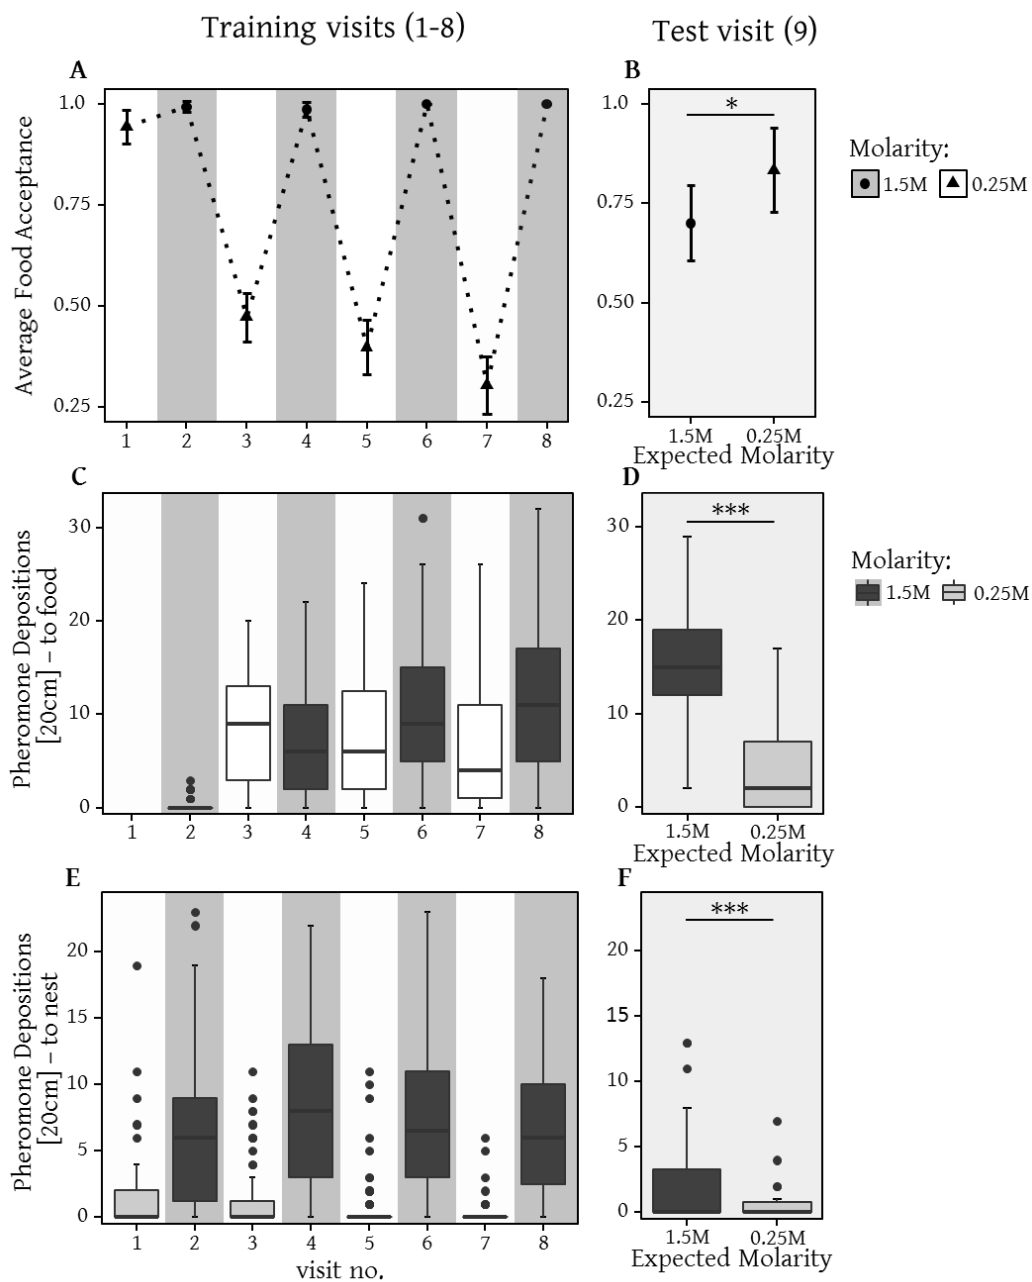 Training visits (1-8)
Test visit (9)
A
B
Average Food Acceptance
1.0
0.75
0.50
0.25
1 2 3 4 5 6 7 8
1.0
0.75
0.50
0.25
*
1.5M 0.25M
Expected Molarity
Molarity:
1.5M 0.25M
C
D
Pheromone Depositions
[20cm] – to food
30
20
10
0
1 2 3 4 5 6 7 8
30
20
10
0
***
1.5M 0.25M
Expected Molarity
Molarity:
1.5M 0.25M
E
F
Pheromone Depositions
[20cm] – to nest
20
15
10
5
0
1 2 3 4 5 6 7 8
visit no.
20
15
10
5
0
***
1.5M 0.25M
Expected Molarity